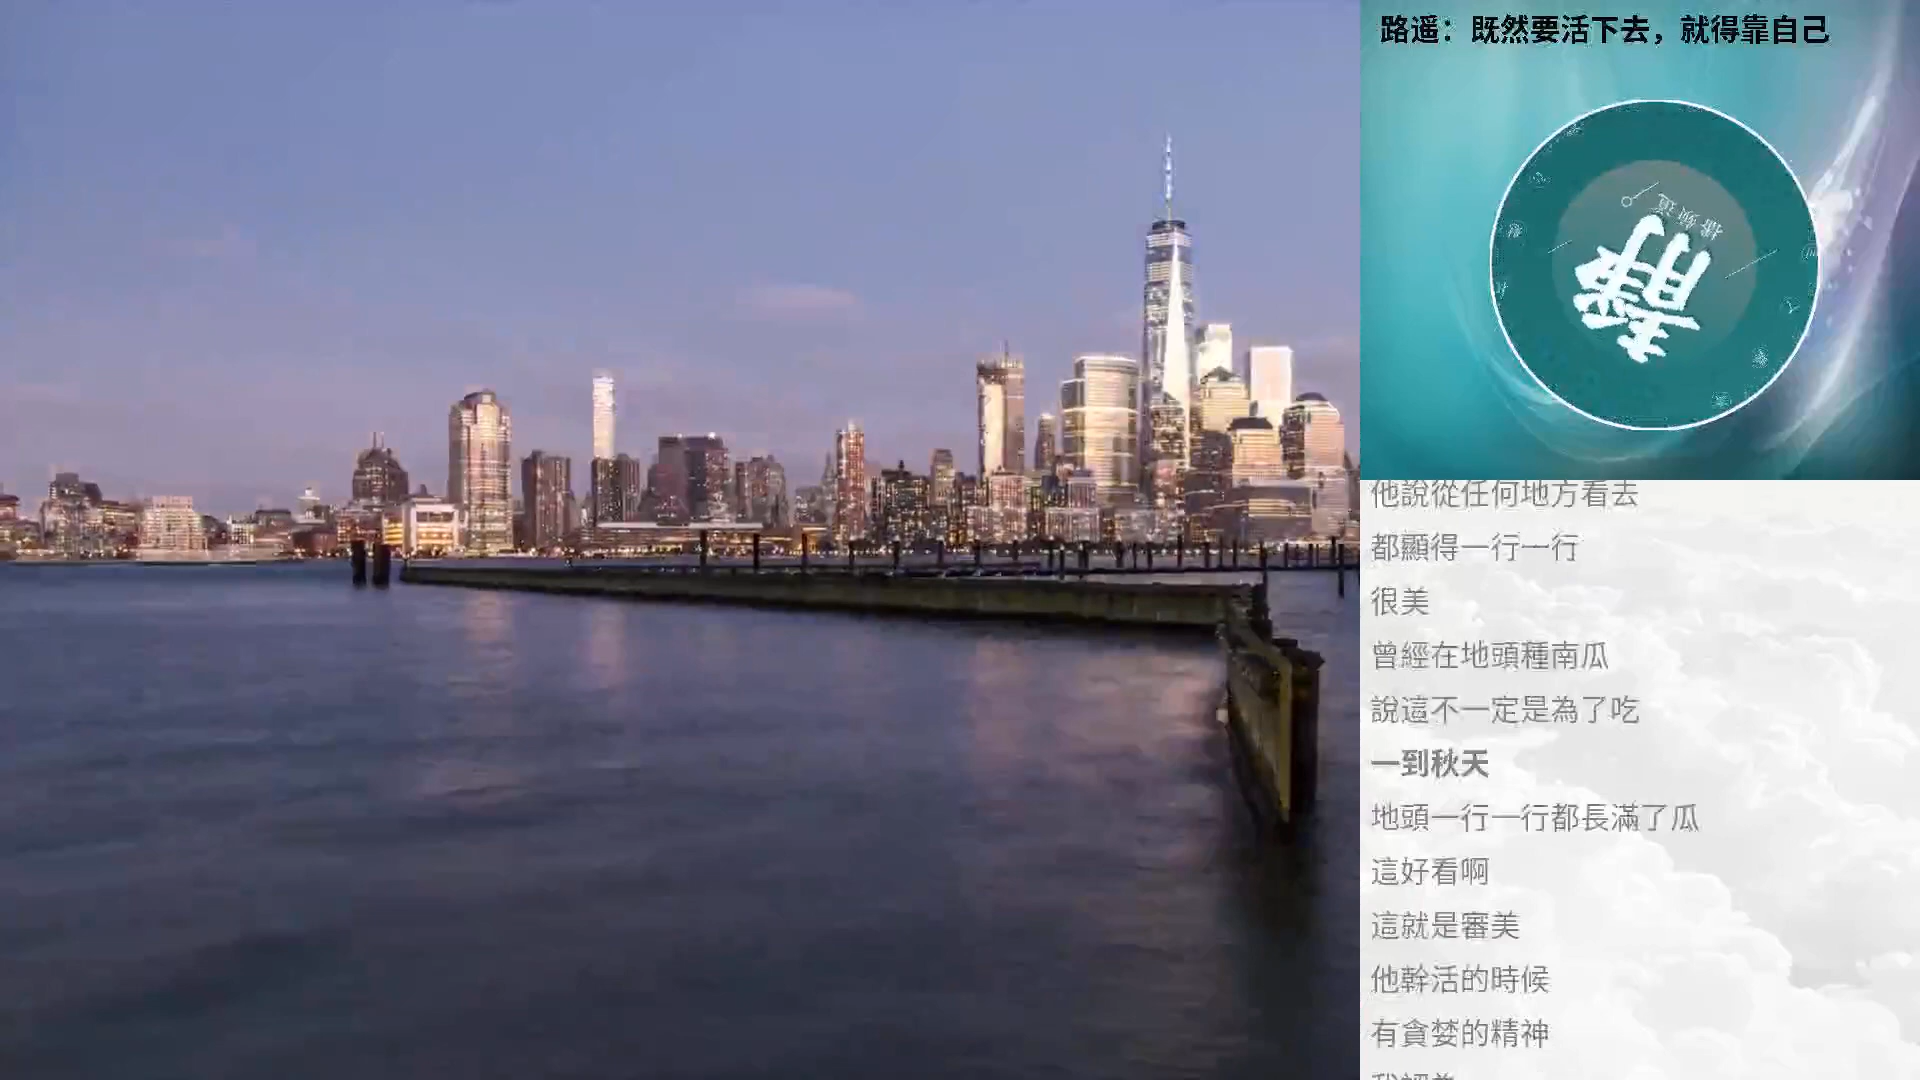 路遥：既然要活下去，就得靠自己
靜
播頻道
他說從任何地方看去
都顯得一行一行
很美
曾經在地頭種南瓜
說這不一定是為了吃
一到秋天
地頭一行一行都長滿了瓜
這好看啊
這就是審美
他幹活的時候
有貪婪的精神